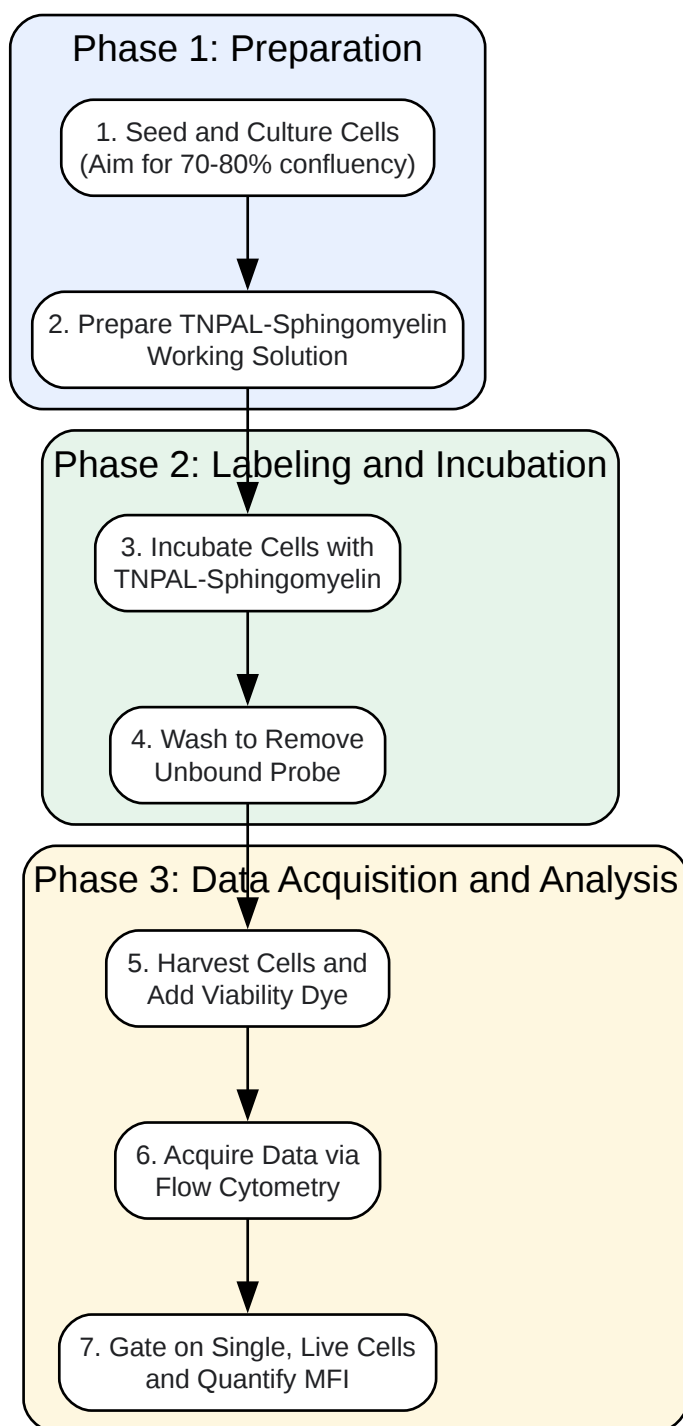 Phase 1: Preparation
1. Seed and Culture Cells
(Aim for 70-80% confluency)
2. Prepare TNPAL-Sphingomyelin
Working Solution
Phase 2: Labeling and Incubation
3. Incubate Cells with
TNPAL-Sphingomyelin
4. Wash to Remove
Unbound Probe
Phase 3: Data Acquisition and Analysis
5. Harvest Cells and
Add Viability Dye
6. Acquire Data via
Flow Cytometry
7. Gate on Single, Live Cells
and Quantify MFI